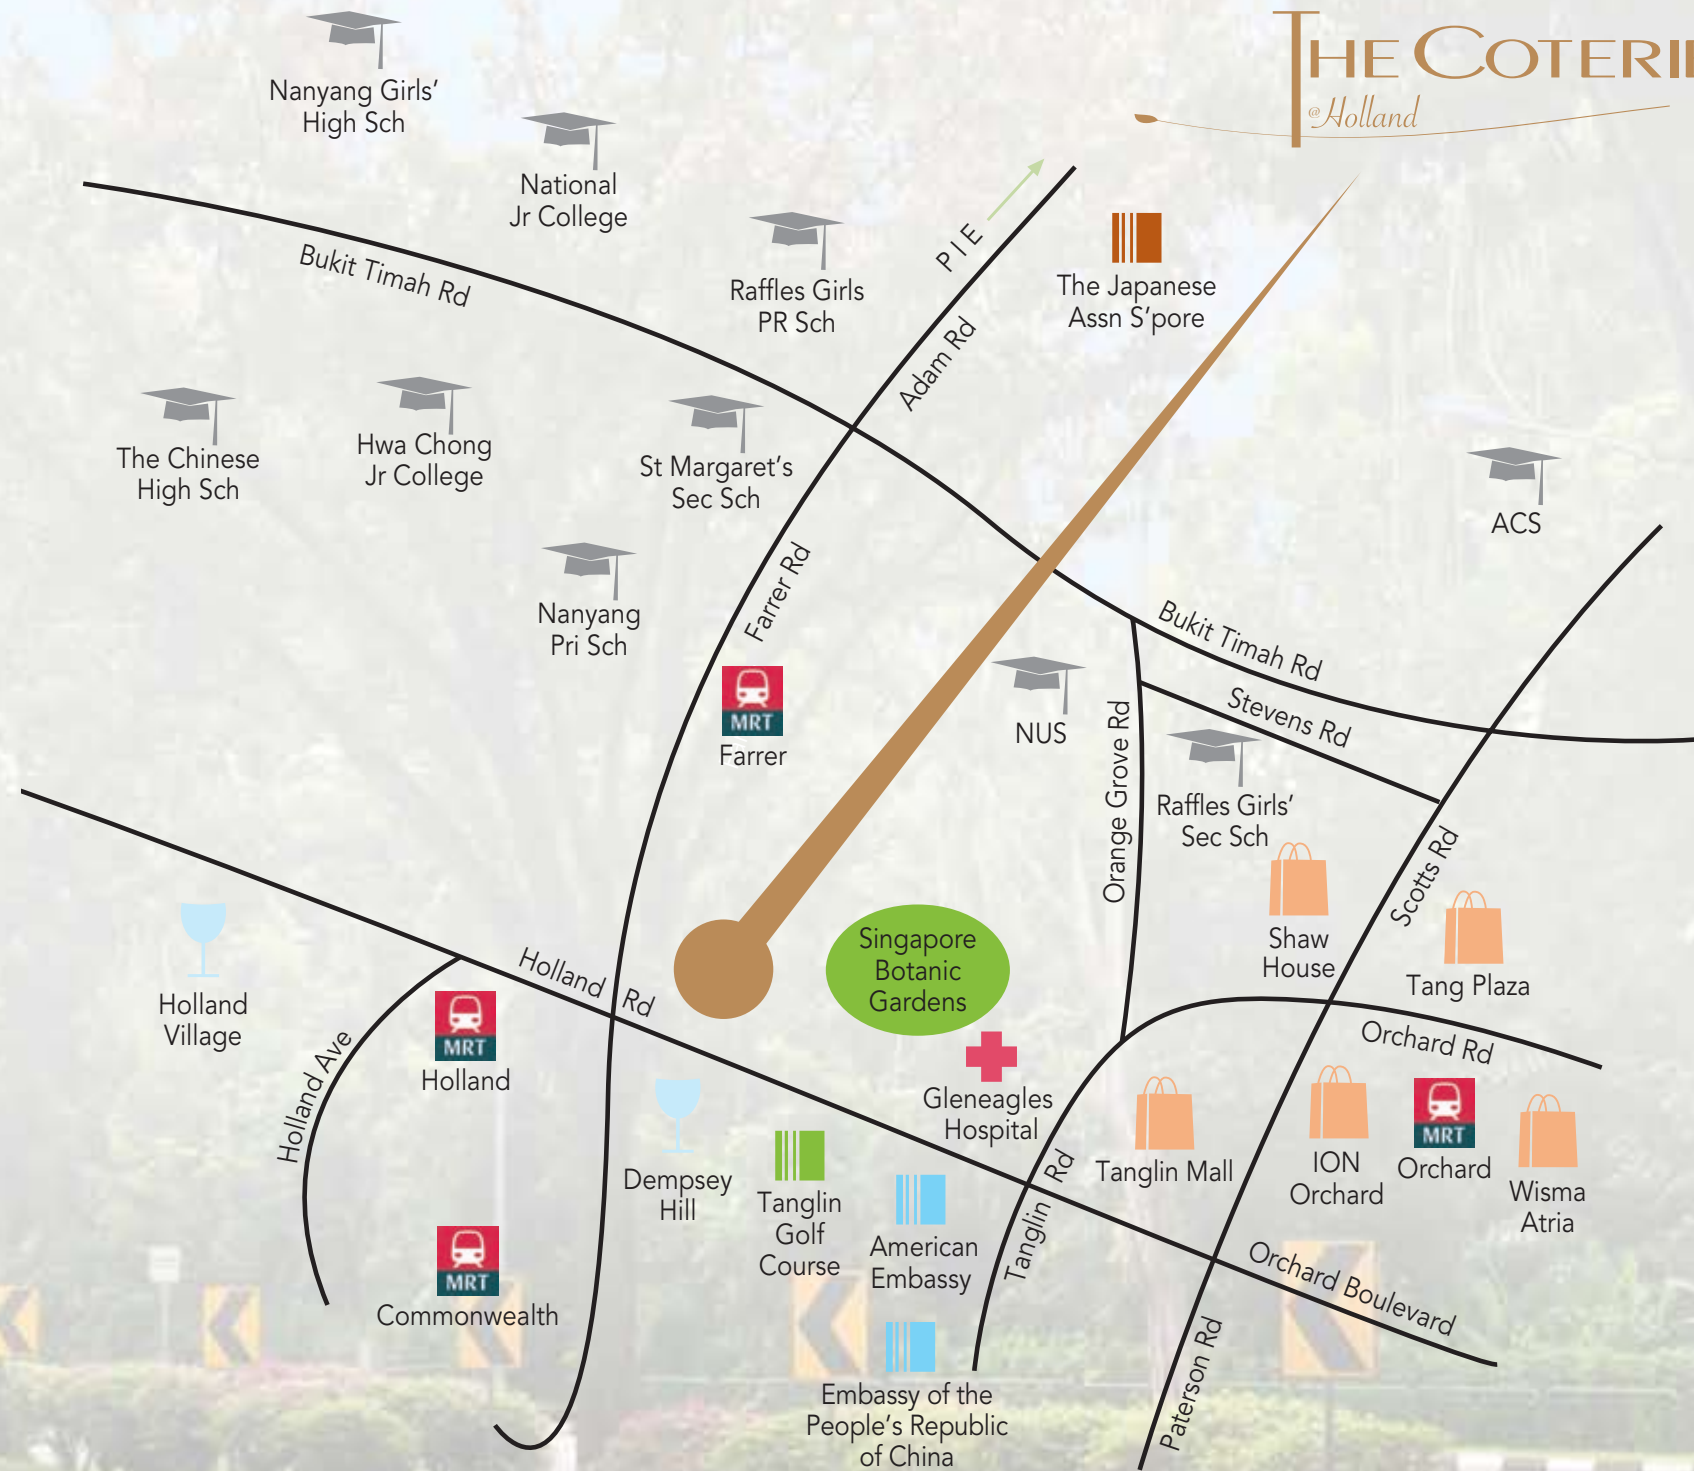 THE COTERIE
@Holland
Nanyang Girls'
High Sch
National
Jr College
Bukit Timah Rd
Raffles Girls
PR Sch
PIE
The Japanese
Assn S'pore
Adam Rd
The Chinese
High Sch
Hwa Chong
Jr College
St Margaret's
Sec Sch
ACS
Nanyang
Pri Sch
Farrer Rd
Bukit Timah Rd
MRT
Farrer
NUS
Stevens Rd
Orange Grove Rd
Raffles Girls'
Sec Sch
Scotts Rd
Shaw
House
Tang Plaza
Singapore
Botanic
Gardens
Holland
Village
Holland Rd
Orchard Rd
Holland Ave
MRT
Holland
Gleneagles
Hospital
Tanglin Rd
Tanglin Mall
ION
Orchard
MRT
Orchard
Wisma
Atria
Dempsey
Hill
Tanglin
Golf
Course
American
Embassy
Orchard Boulevard
MRT
Commonwealth
Paterson Rd
Embassy of the
People's Republic
of China